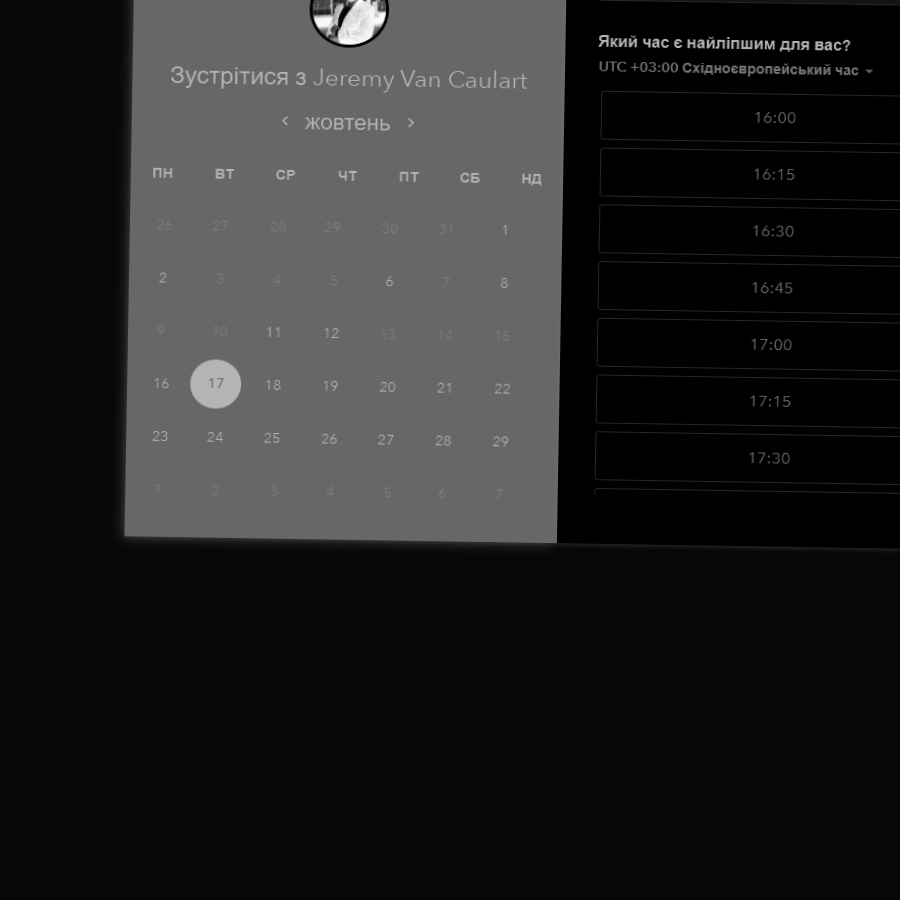 Зустрітися з Jeremy Van Caulart
жовтень
ПН ВТ СР ЧТ ПТ СБ НД
26 27 28 29 30 31 1
2 3 4 5 6 7 8
9 10 11 12 13 14 15
16 17 18 19 20 21 22
23 24 25 26 27 28 29
1 2 3 4 5 6 7
Який час є найліпшим для вас?
UTC +03:00 Східноєвропейський час
16:00
16:15
16:30
16:45
17:00
17:15
17:30